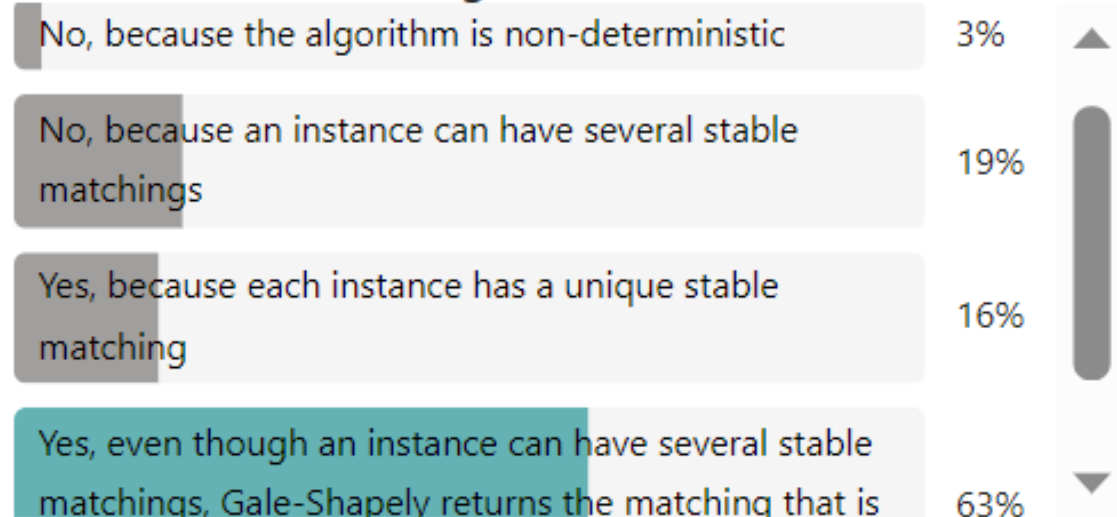 No, because the algorithm is non-deterministic
3%
No, because an instance can have several stable
matchings
19%
Yes, because each instance has a unique stable
matching
16%
Yes, even though an instance can have several stable
matchings, Gale-Shapely returns the matching that is
63%